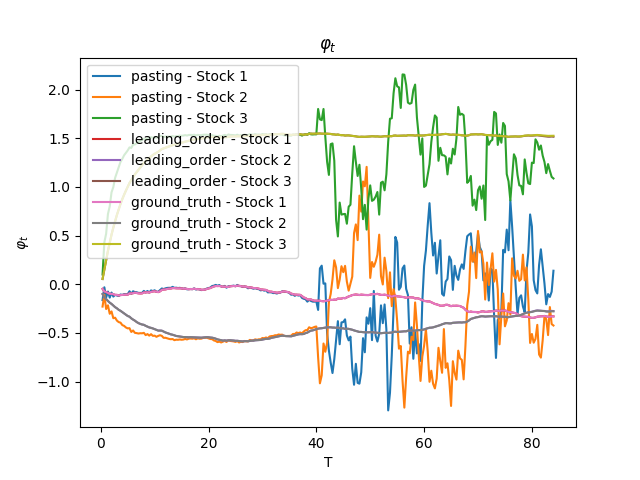 φt
2.0
1.5
1.0
0.5
0.0
−0.5
−1.0
φt
pasting - Stock 1
pasting - Stock 2
pasting - Stock 3
leading_order - Stock 1
leading_order - Stock 2
leading_order - Stock 3
ground_truth - Stock 1
ground_truth - Stock 2
ground_truth - Stock 3
0
20
40
60
80
T